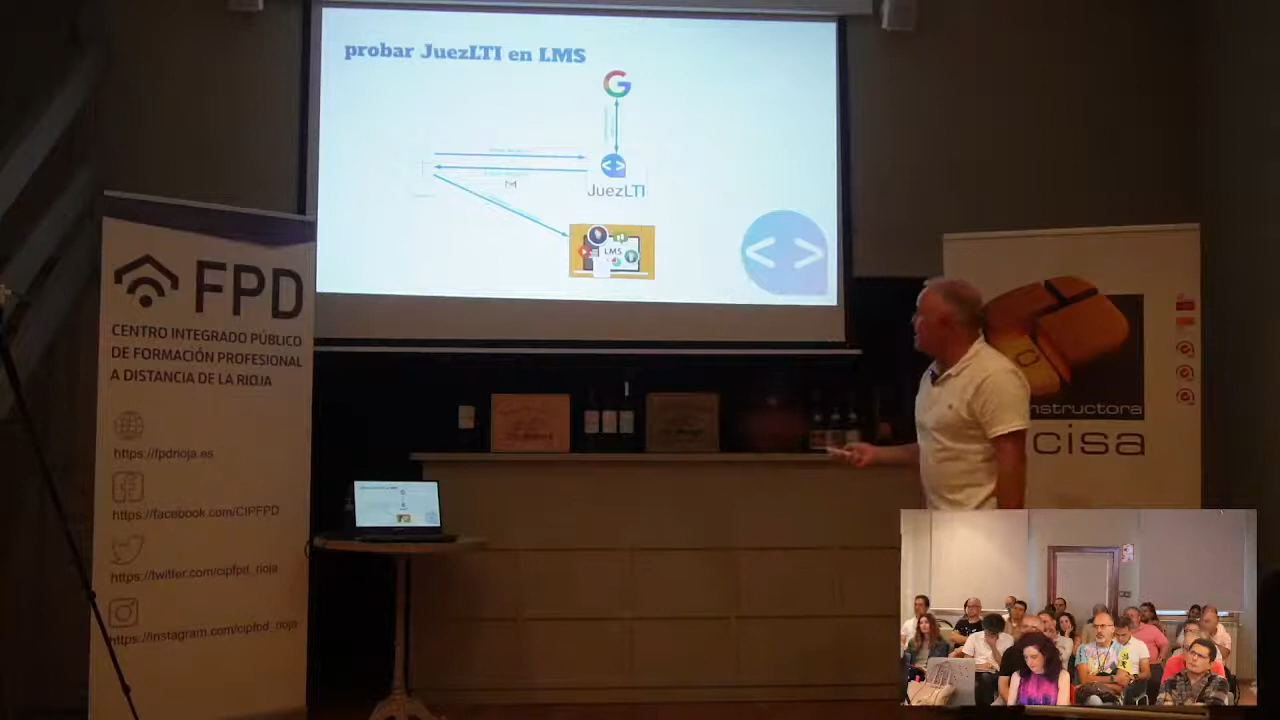 probar JuezLTI en LMS
G
JuezLTI
LMS
FPD
CENTRO INTEGRADO PÚBLICO
DE FORMACIÓN PROFESIONAL
A DISTANCIA DE LA RIOJA
https://fpdrioja.es
https://facebook.com/CIPFPD
https://twitter.com/cipfpd_rioja
https://instagram.com/cipfpd_rioja
nstructora
cisa